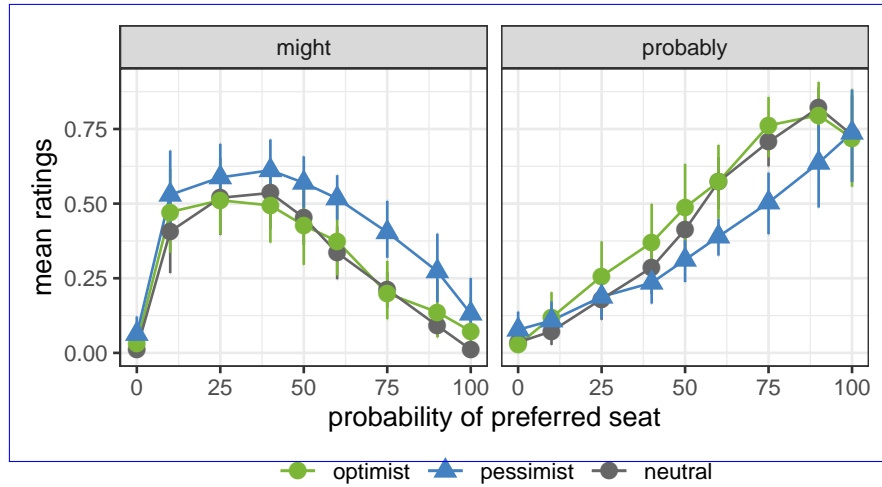 might probably
mean ratings
0.75
0.50
0.25
0.00
0 25 50 75 100 0 25 50 75 100
probability of preferred seat
optimist pessimist neutral